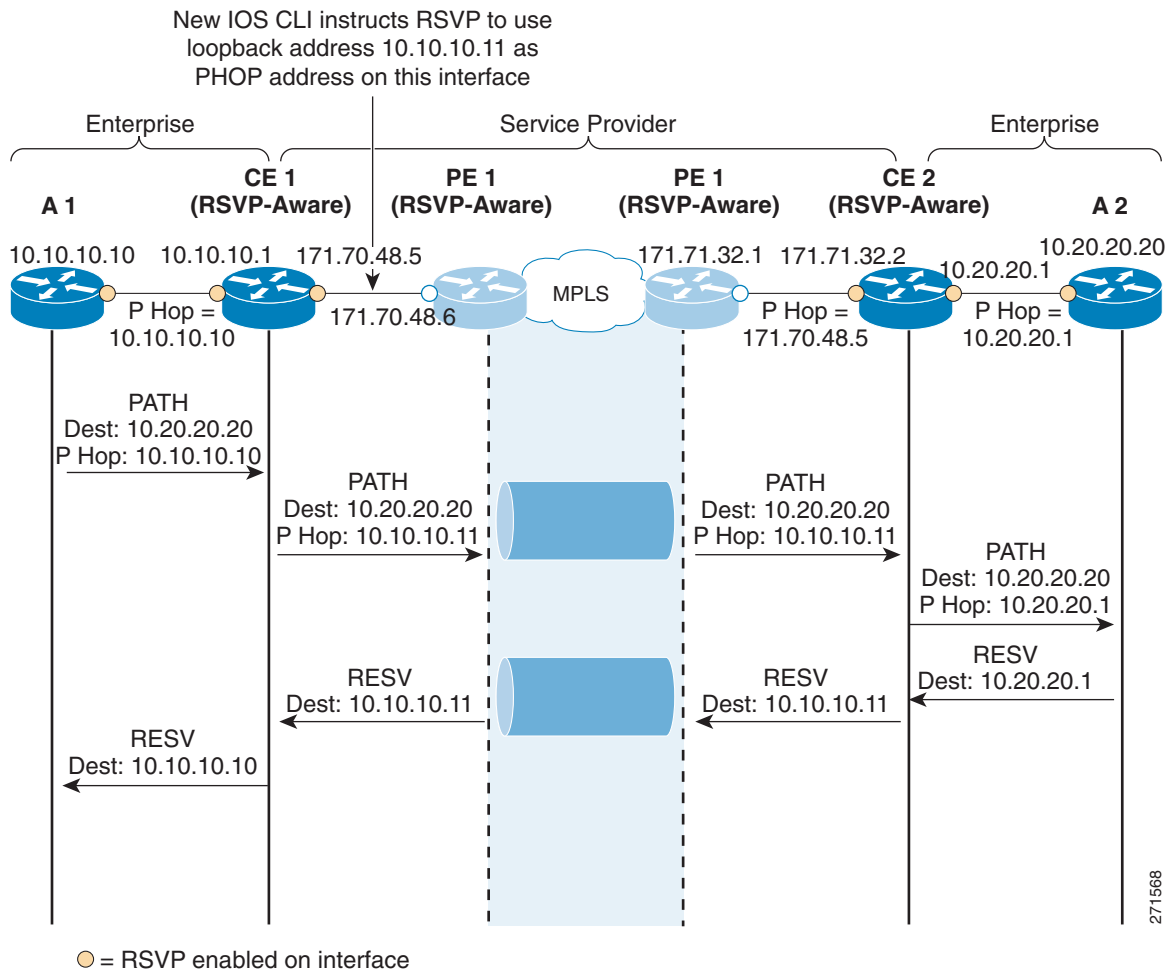 New IOS CLI instructs RSVP to use
loopback address 10.10.10.11 as
PHOP address on this interface
Enterprise
Service Provider
Enterprise
A 1
CE 1
(RSVP-Aware)
PE 1
(RSVP-Aware)
PE 1
(RSVP-Aware)
CE 2
(RSVP-Aware)
A 2
10.10.10.10
10.10.10.1
171.70.48.5
171.71.32.1
171.71.32.2
10.20.20.1
10.20.20.20
P Hop =
10.10.10.10
171.70.48.6
MPLS
P Hop =
171.70.48.5
P Hop =
10.20.20.1
PATH
Dest: 10.20.20.20
P Hop: 10.10.10.10
PATH
Dest: 10.20.20.20
P Hop: 10.10.10.11
PATH
Dest: 10.20.20.20
P Hop: 10.10.10.11
PATH
Dest: 10.20.20.20
P Hop: 10.20.20.1
RESV
Dest: 10.20.20.1
RESV
Dest: 10.10.10.11
RESV
Dest: 10.10.10.11
RESV
Dest: 10.10.10.10
271568
= RSVP enabled on interface